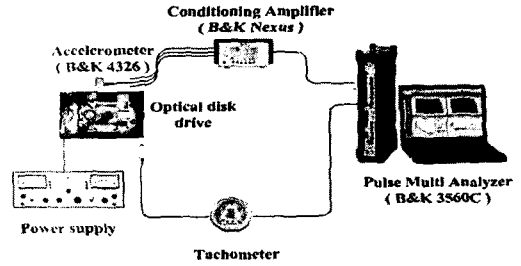 Conditioning Amplifier
( B&K Nexus )
Accelerometer
( B&K 4326 )
Optical disk
drive
Pulse Multi Analyzer
( B&K 3560C )
Power supply
Tachometer